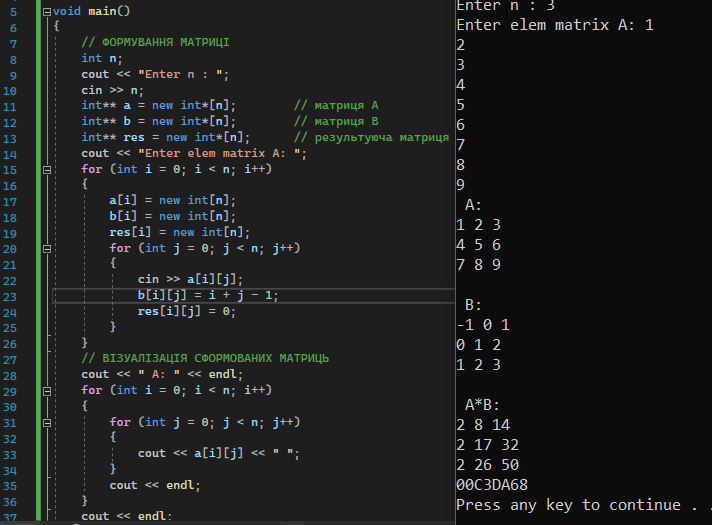 5 void main()
6 {
7 // ФОРМУВАННЯ МАТРИЦІ
8 int n;
9 cout << "Enter n : ";
10 cin >> n;
11 int** a = new int*[n]; // матриця A
12 int** b = new int*[n]; // матриця B
13 int** res = new int*[n]; // результуюча матриця
14 cout << "Enter elem matrix A: ";
15 for (int i = 0; i < n; i++)
16 {
17 a[i] = new int[n];
18 b[i] = new int[n];
19 res[i] = new int[n];
20 for (int j = 0; j < n; j++)
21 {
22 cin >> a[i][j];
23 b[i][j] = i + j - 1;
24 res[i][j] = 0;
25 }
26 }
27 // ВІЗУАЛІЗАЦІЯ СФОРМОВАНИХ МАТРИЦЬ
28 cout << " A: " << endl;
29 for (int i = 0; i < n; i++)
30 {
31 for (int j = 0; j < n; j++)
32 {
33 cout << a[i][j] << " ";
34 }
35 cout << endl;
36 }
37 cout << endl;
Enter n : 3
Enter elem matrix A: 1
2
3
4
5
6
7
8
9
A:
1 2 3
4 5 6
7 8 9
B:
-1 0 1
0 1 2
1 2 3
A*B:
2 8 14
2 17 32
2 26 50
00C3DA68
Press any key to continue . .